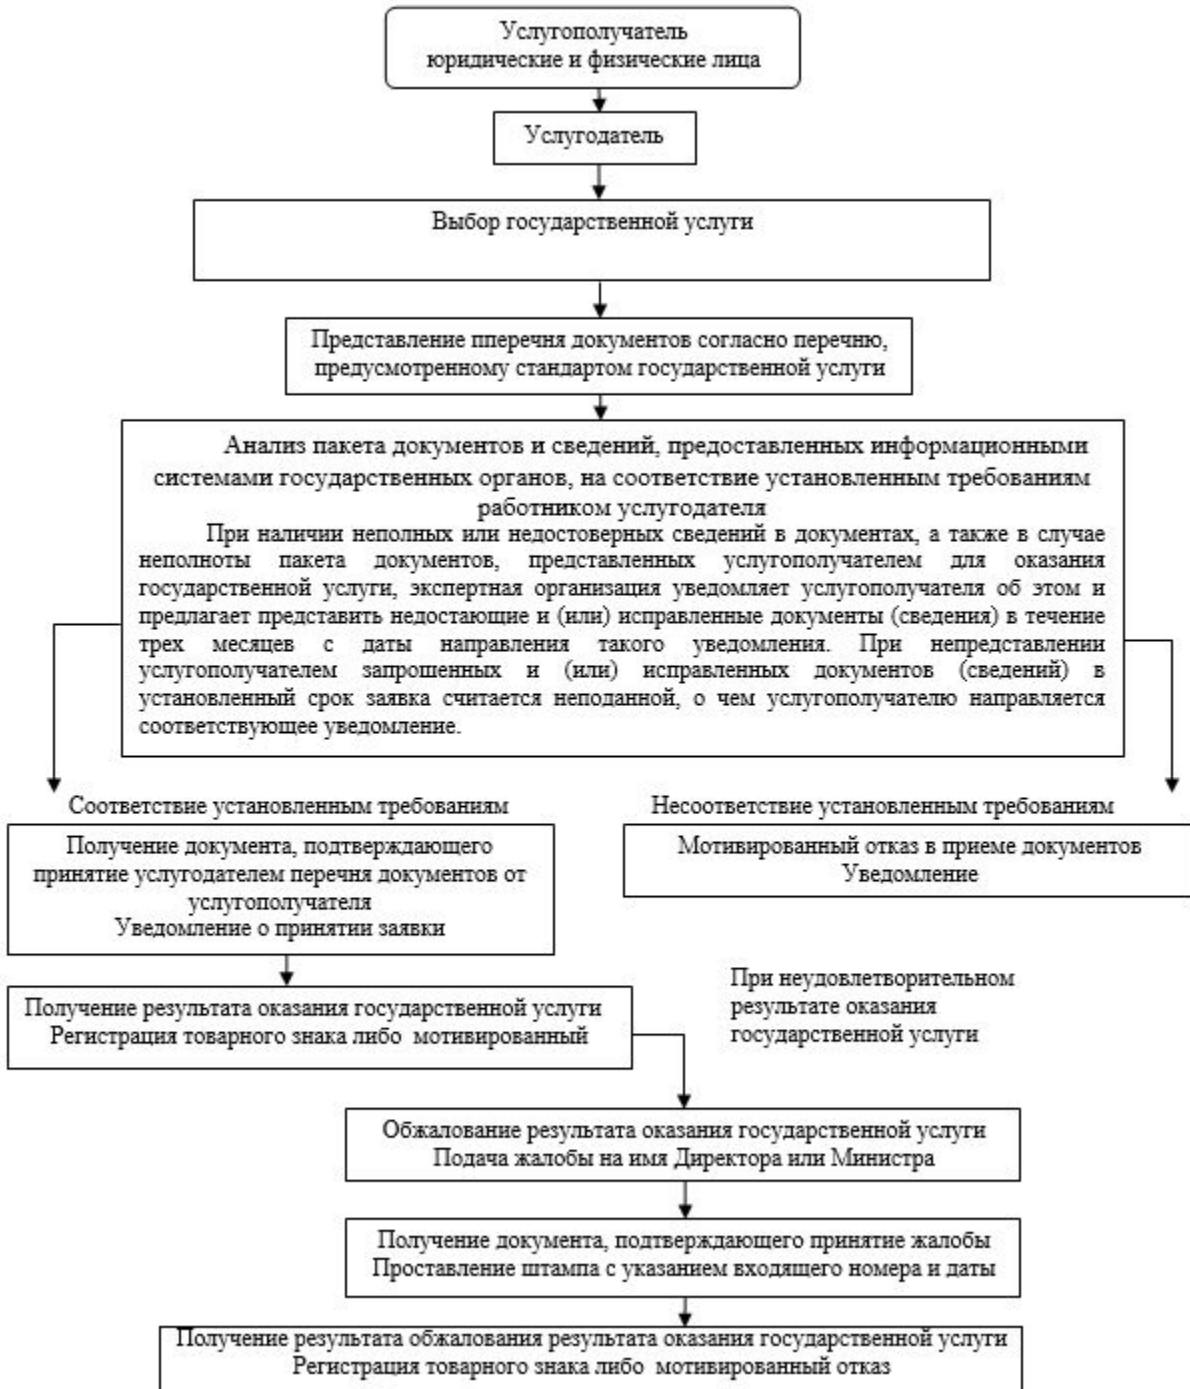 Услугополучатель
юридические и физические лица
Услугодатель
Выбор государственной услуги
Представление пперечня документов согласно перечню,
предусмотренному стандартом государственной услуги
Анализ пакета документов и сведений, предоставленных информационными
системами государственных органов, на соответствие установленным требованиям
работником услугодателя
При наличии неполных или недостоверных сведений в документах, а также в случае
неполноты пакета документов, представленных услугополучателем для оказания
государственной услуги, экспертная организация уведомляет услугополучателя об этом и
предлагает представить недостающие и (или) исправленные документы (сведения) в течение
трех месяцев с даты направления такого уведомления. При непредставлении
услугополучателем запрошенных и (или) исправленных документов (сведений) в
установленный срок заявка считается неподанной, о чем услугополучателю направляется
соответствующее уведомление.
Соответствие установленным требованиям
Получение документа, подтверждающего
принятие услугодателем перечня документов от
услугополучателя
Уведомление о принятии заявки
Несоответствие установленным требованиям
Мотивированный отказ в приеме документов
Уведомление
Получение результата оказания государственной услуги
Регистрация товарного знака либо мотивированный
При неудовлетворительном
результате оказания
государственной услуги
Обжалование результата оказания государственной услуги
Подача жалобы на имя Директора или Министра
Получение документа, подтверждающего принятие жалобы
Проставление штампа с указанием входящего номера и даты
Получение результата обжалования результата оказания государственной услуги
Регистрация товарного знака либо мотивированный отказ